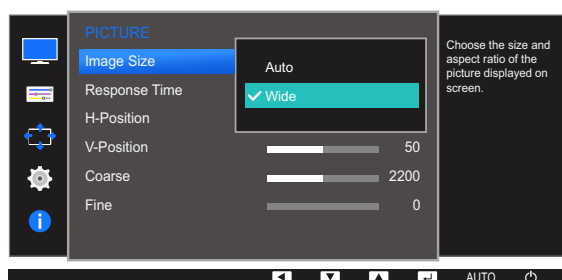 PICTURE
Image Size
Auto
Response Time
Wide
H-Position
V-Position 50
Coarse 2200
Fine 0
Choose the size and
aspect ratio of the
picture displayed on
screen.
AUTO